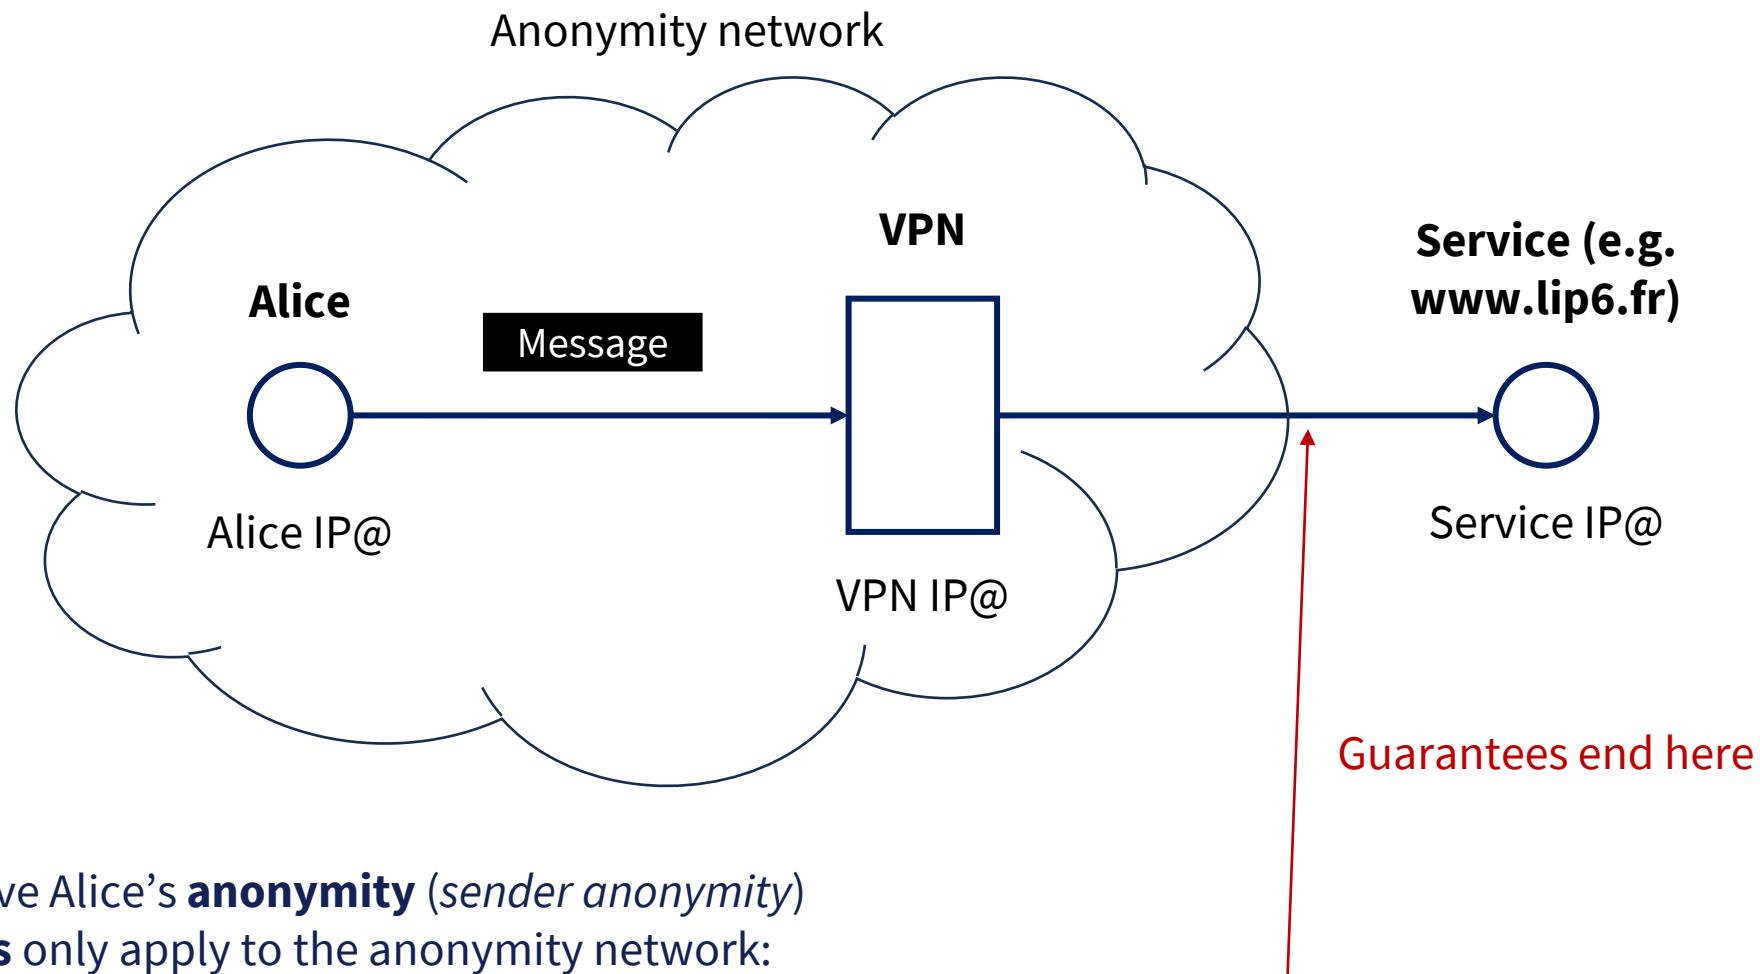 Anonymity network
VPN
Service (e.g.
www.lip6.fr)
Alice
Message
Alice IP@
Service IP@
VPN IP@
Guarantees end here
ve Alice’s anonymity (sender anonymity)
s only apply to the anonymity network: